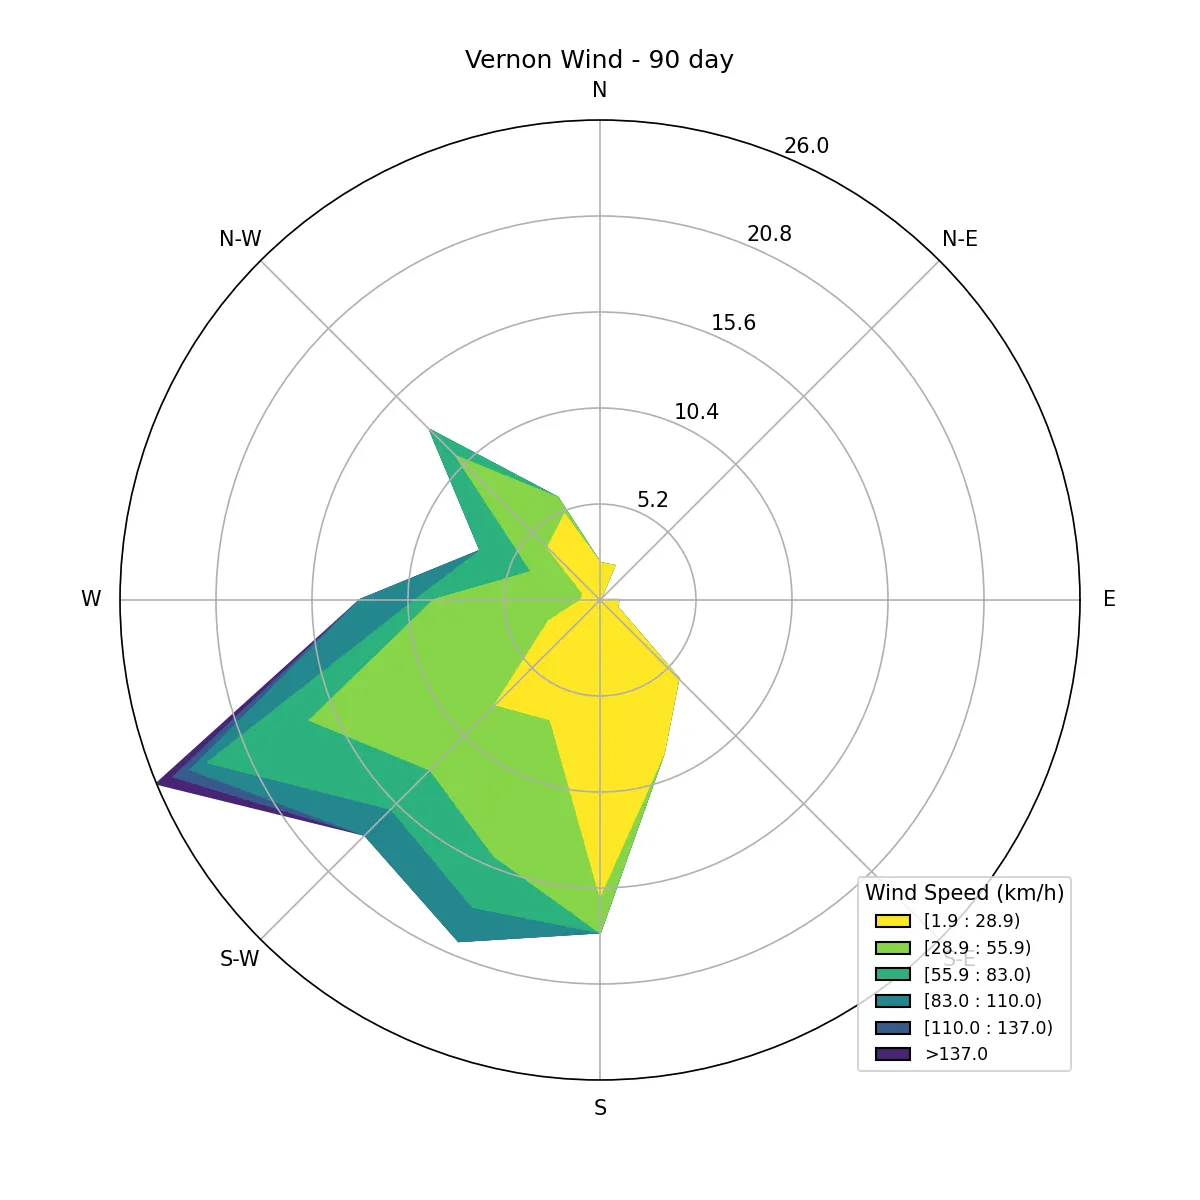 Vernon Wind - 90 day
N
26.0
N-W
20.8
N-E
15.6
10.4
5.2
W
E
Wind Speed (km/h)
[1.9 : 28.9)
[28.9 : 55.9)
S-W
S-E
[55.9 : 83.0)
[83.0 : 110.0)
[110.0 : 137.0)
>137.0
S